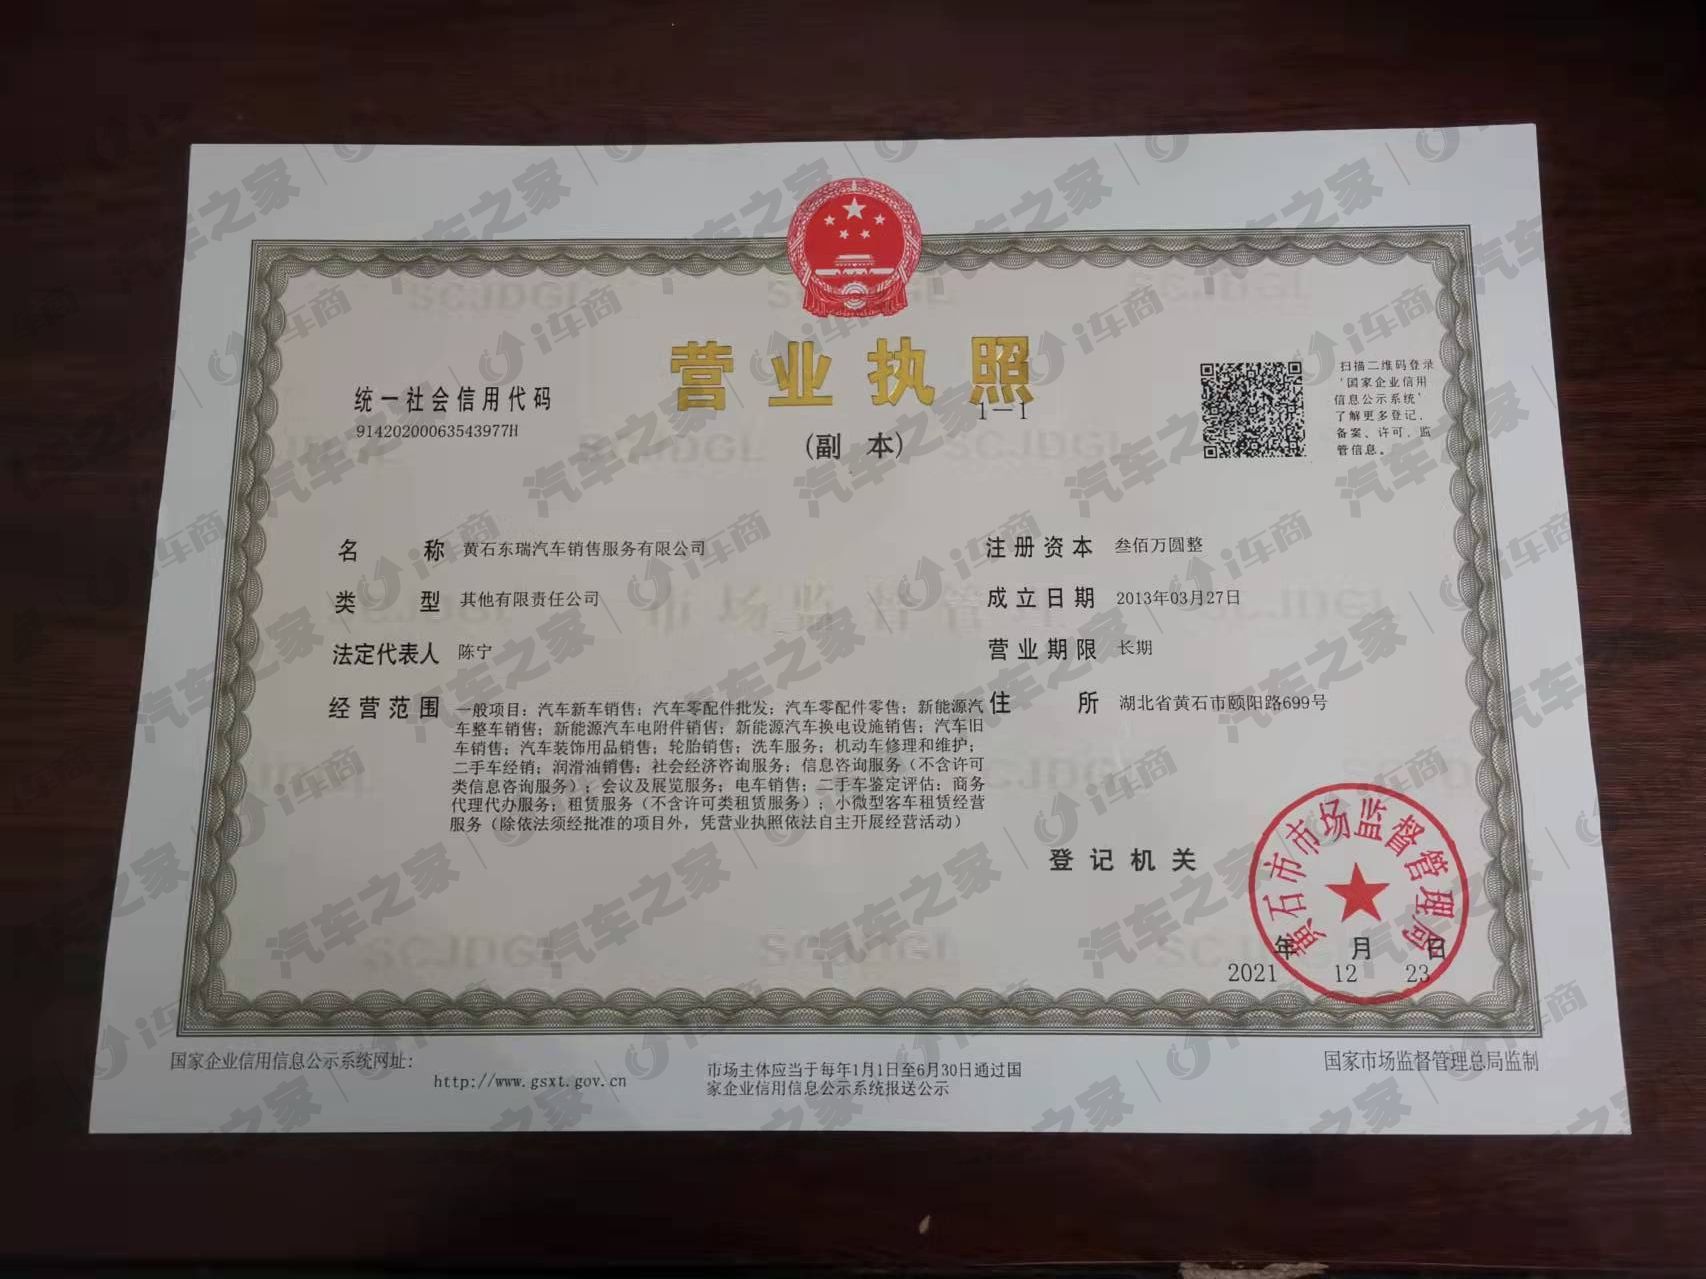 营业执照
1-1
(副 本)
统一社会信用代码
91420200063543977H
扫描二维码登录
'国家企业信用
信息公示系统'
了解更多登记、
备案、许可、监
管信息。
名 称 黄石东瑞汽车销售服务有限公司
类 型 其他有限责任公司
法定代表人 陈宁
经营范围 一般项目：汽车新车销售；汽车零配件批发；汽车零配件零售；新能源汽
车整车销售；新能源汽车电附件销售；新能源汽车换电设施销售；汽车旧
车销售；汽车装饰用品销售；轮胎销售；洗车服务；机动车修理和维护；
二手车经销；润滑油销售；社会经济咨询服务；信息咨询服务（不含许可
类信息咨询服务）；会议及展览服务；电车销售；二手车鉴定评估；商务
代理代办服务；租赁服务（不含许可类租赁服务）；小微型客车租赁经营
服务（除依法须经批准的项目外，凭营业执照依法自主开展经营活动）
注册资本 叁佰万圆整
成立日期 2013年03月27日
营业期限 长期
住 所 湖北省黄石市颐阳路699号
登记机关
黄石市市场监督管理局
年 月 日
2021 12 23
国家企业信用信息公示系统网址：
http://www.gsxt.gov.cn
市场主体应当于每年1月1日至6月30日通过国
家企业信用信息公示系统报送公示
国家市场监督管理总局监制
SCJDGL
市场监督管理
汽车之家 | i车商